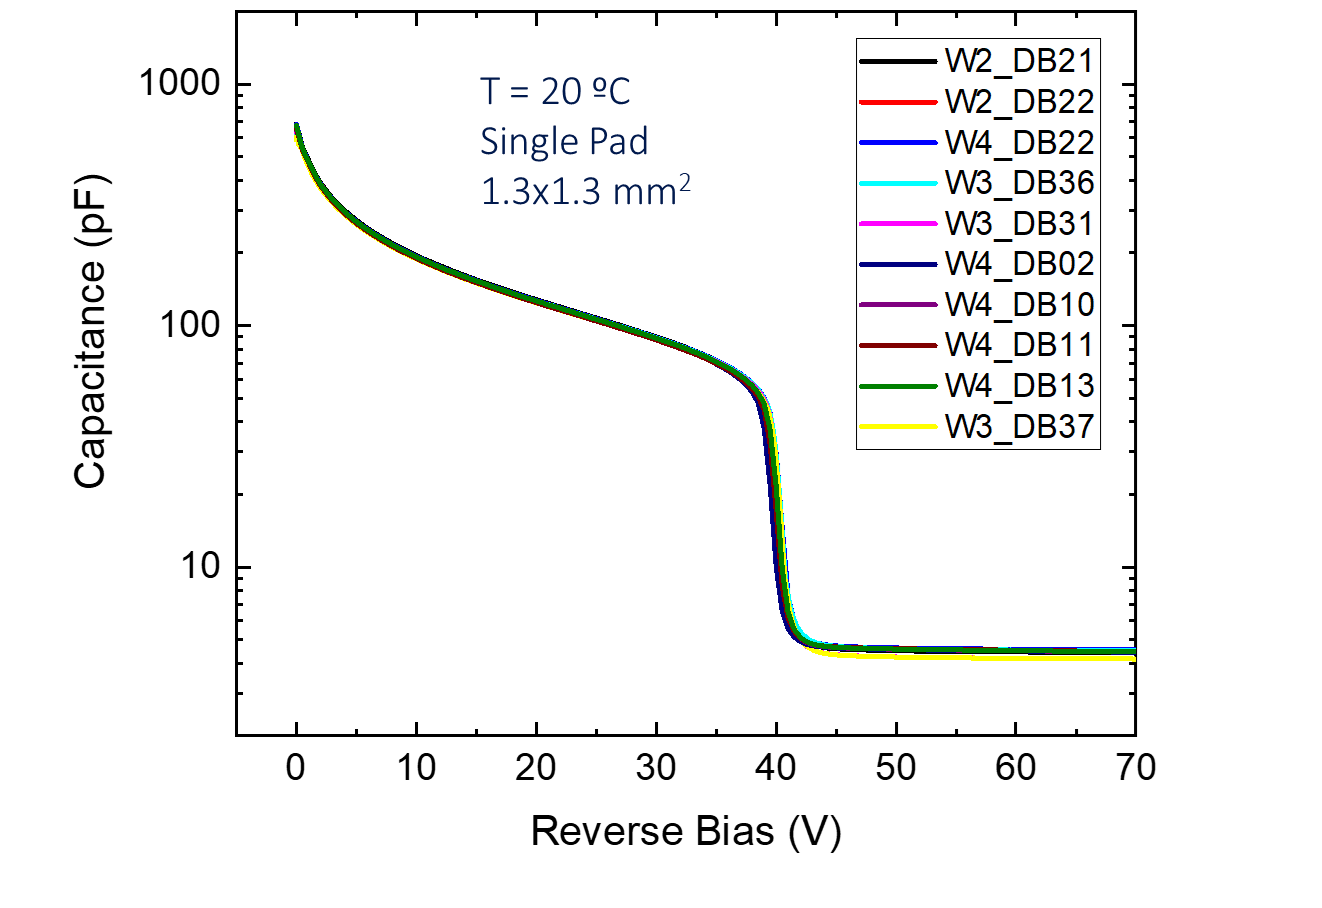 1000
100
10
Capacitance (pF)
T = 20 ºC
Single Pad
1.3x1.3 mm²
W2_DB21
W2_DB22
W4_DB22
W3_DB36
W3_DB31
W4_DB02
W4_DB10
W4_DB11
W4_DB13
W3_DB37
0 10 20 30 40 50 60 70
Reverse Bias (V)